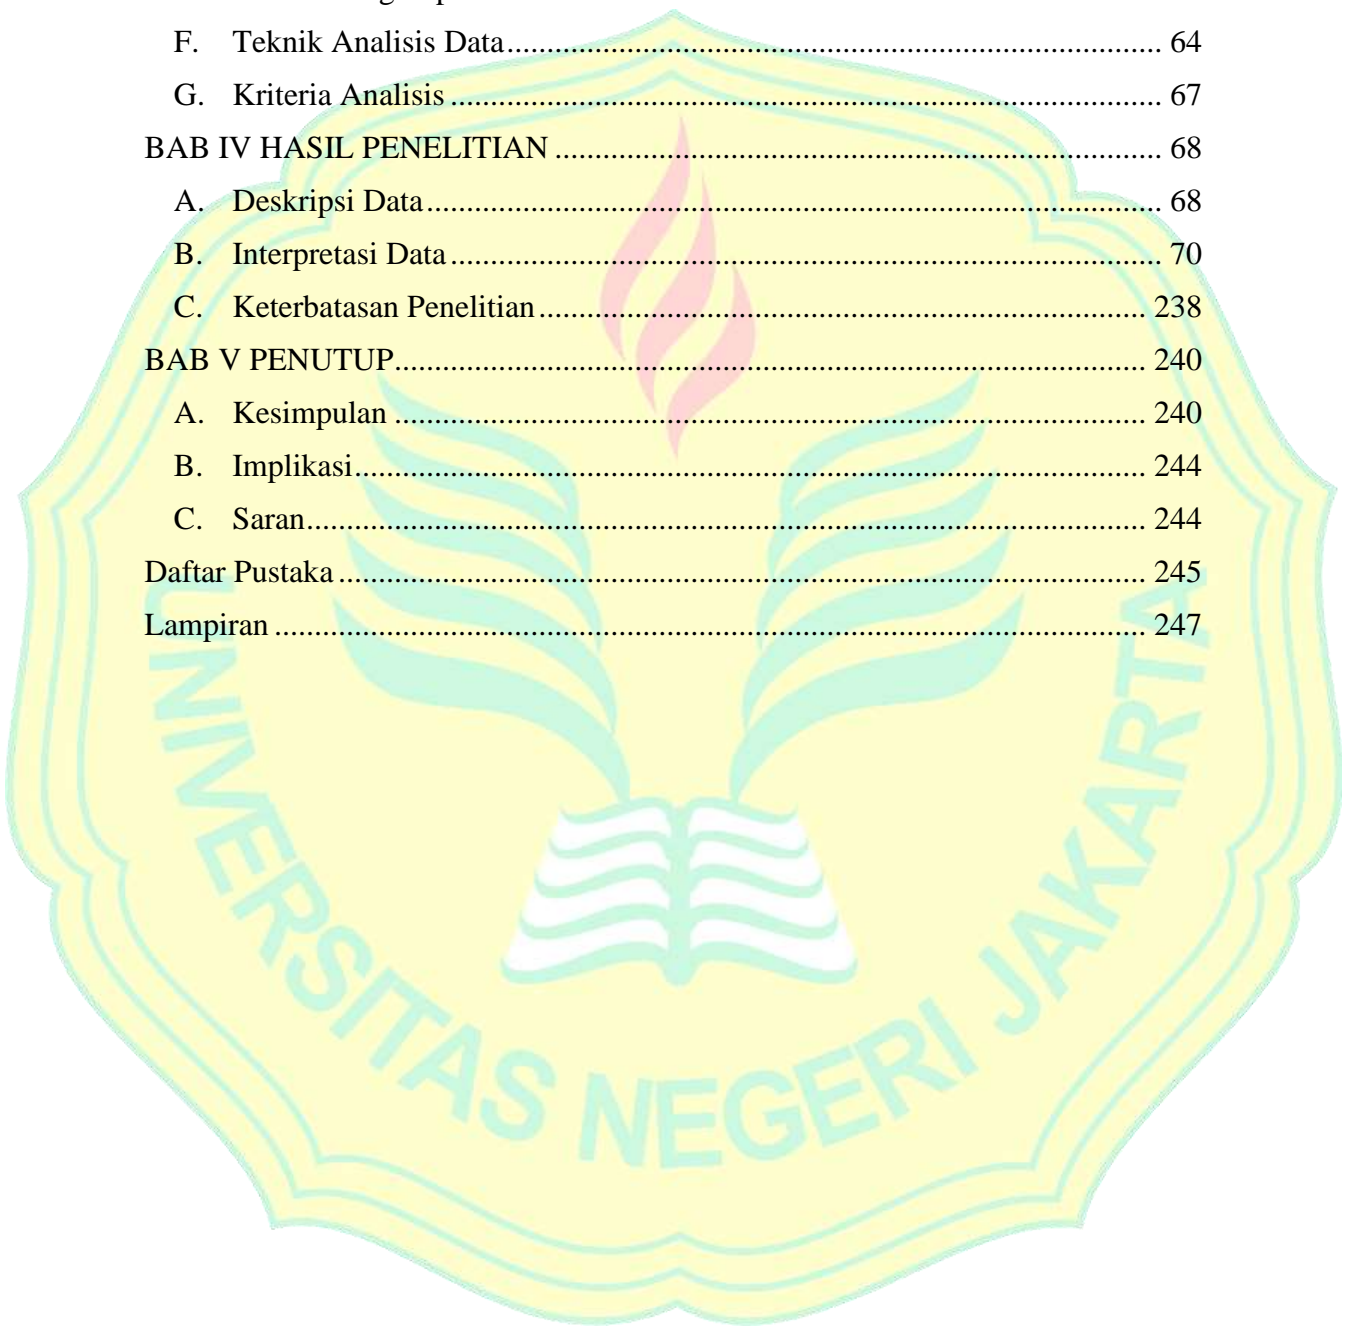 F. Teknik Analisis Data........................................................................ 64
G. Kriteria Analisis ........................................................................ 67
BAB IV HASIL PENELITIAN ........................................................................ 68
A. Deskripsi Data........................................................................ 68
B. Interpretasi Data ........................................................................ 70
C. Keterbatasan Penelitian ........................................................................ 238
BAB V PENUTUP........................................................................ 240
A. Kesimpulan ........................................................................ 240
B. Implikasi........................................................................ 244
C. Saran........................................................................ 244
Daftar Pustaka ........................................................................ 245
Lampiran ........................................................................ 247
UNIVERSITAS NEGERI JAKARTA